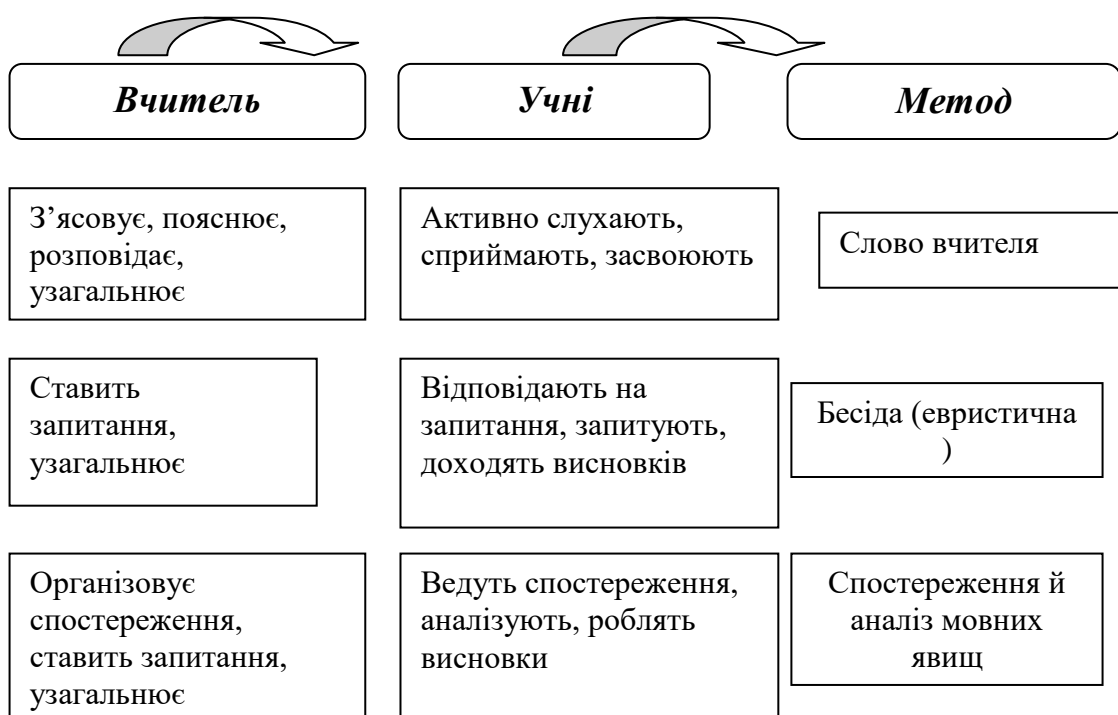 Вчитель
Учні
Метод
З’ясовує, пояснює,
розповідає,
узагальнює
Активно слухають,
сприймають, засвоюють
Слово вчителя
Ставить
запитання,
узагальнює
Відповідають на
запитання, запитують,
доходять висновків
Бесіда (евристична
)
Організовує
спостереження,
ставить запитання,
узагальнює
Ведуть спостереження,
аналізують, роблять
висновки
Спостереження й
аналіз мовних
явищ